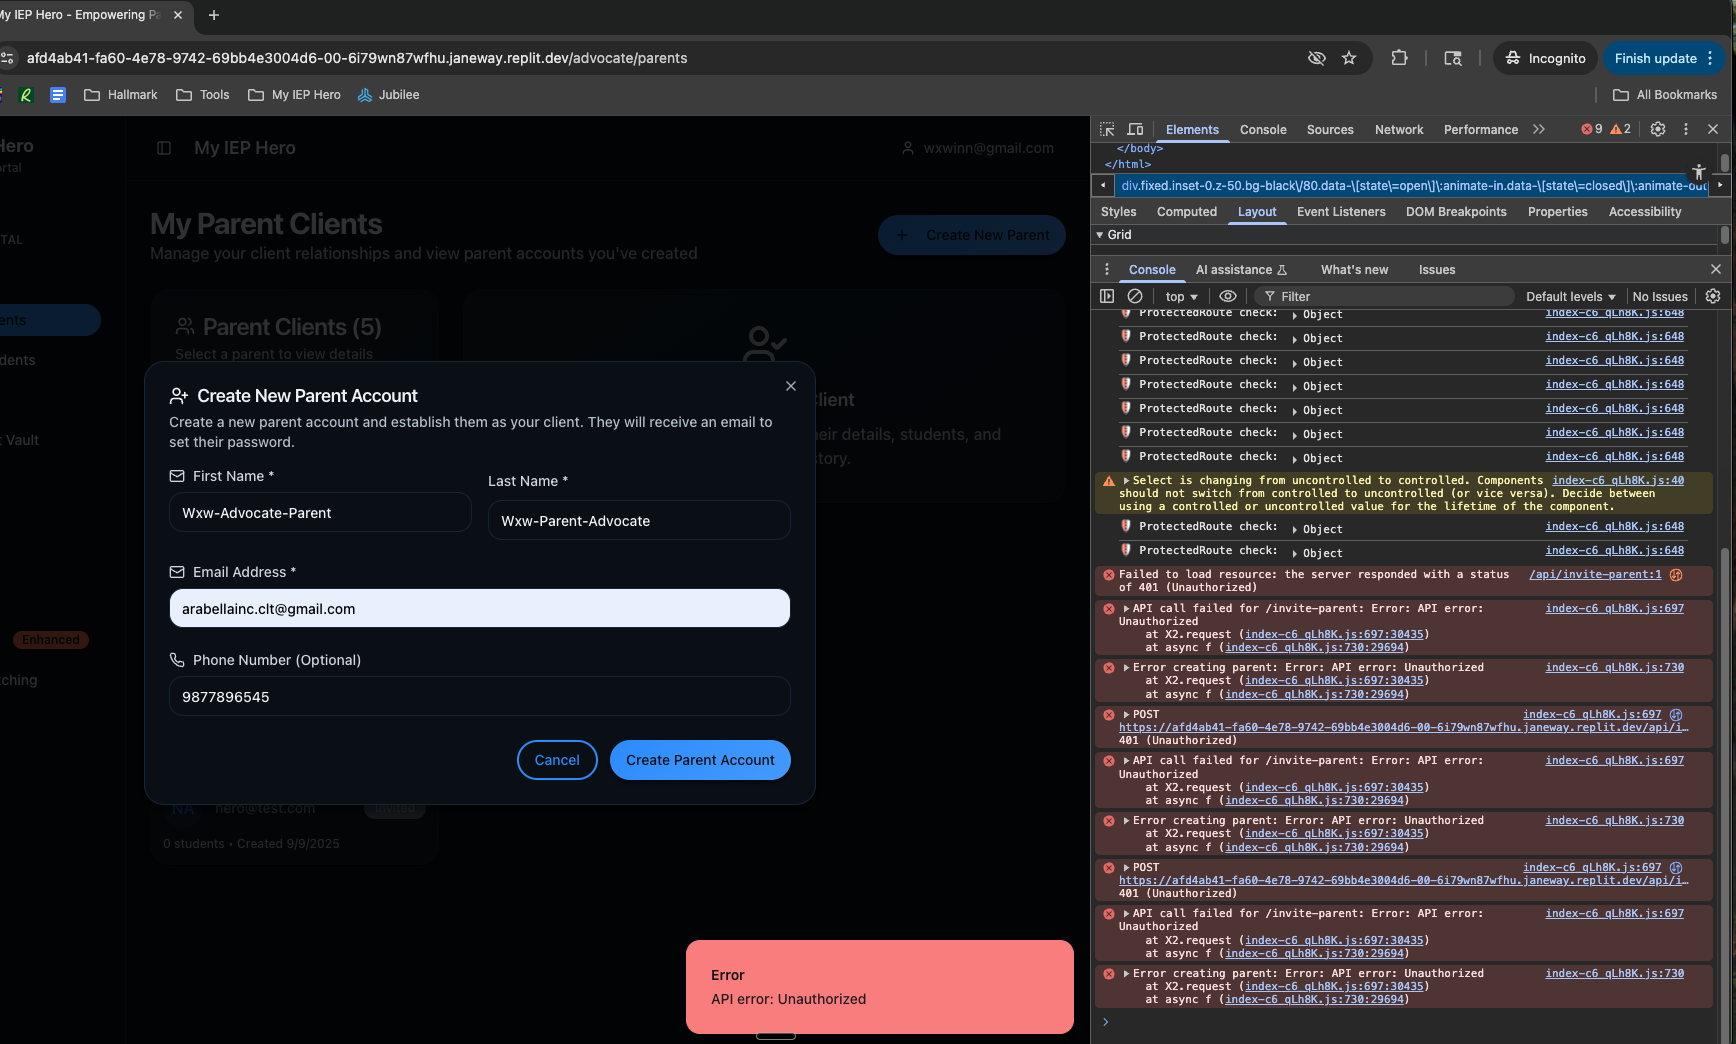 My IEP Hero - Empowering Pa
afd4ab41-fa60-4e78-9742-69bb4e3004d6-00-6i79wn87wfhu.janeway.replit.dev/advocate/parents
Incognito
Finish update
Hallmark
Tools
My IEP Hero
Jubilee
All Bookmarks
Hero
rtal
TAL
ents
dents
t Vault
Enhanced
ching
My IEP Hero
wxwinn@gmail.com
My Parent Clients
Manage your client relationships and view parent accounts you've created
+ Create New Parent
Parent Clients (5)
Select a parent to view details
lient
eir details, students, and
story.
Create New Parent Account
Create a new parent account and establish them as your client. They will receive an email to
set their password.
First Name *
Last Name *
Wxw-Advocate-Parent
Wxw-Parent-Advocate
Email Address *
arabellainc.clt@gmail.com
Phone Number (Optional)
9877896545
Cancel
Create Parent Account
NA
hero@test.com
Invited
0 students • Created 9/9/2025
Error
API error: Unauthorized
Elements
Console
Sources
Network
Performance
9
2
</body>
</html>
div.fixed.inset-0.z-50.bg-black\/80.data-\[state\=open\]\:animate-in.data-\[state\=closed\]\:animate-out
Styles
Computed
Layout
Event Listeners
DOM Breakpoints
Properties
Accessibility
Grid
Console
AI assistance
What's new
Issues
top
Filter
Default levels
No Issues
ProtectedRoute check: Object index-c6_qLh8K.js:648
ProtectedRoute check: Object index-c6_qLh8K.js:648
ProtectedRoute check: Object index-c6_qLh8K.js:648
ProtectedRoute check: Object index-c6_qLh8K.js:648
ProtectedRoute check: Object index-c6_qLh8K.js:648
ProtectedRoute check: Object index-c6_qLh8K.js:648
ProtectedRoute check: Object index-c6_qLh8K.js:648
Select is changing from uncontrolled to controlled. Components index-c6_qLh8K.js:40
should not switch from controlled to uncontrolled (or vice versa). Decide between
using a controlled or uncontrolled value for the lifetime of the component.
ProtectedRoute check: Object index-c6_qLh8K.js:648
ProtectedRoute check: Object index-c6_qLh8K.js:648
Failed to load resource: the server responded with a status /api/invite-parent:1
of 401 (Unauthorized)
API call failed for /invite-parent: Error: API error: index-c6_qLh8K.js:697
Unauthorized
at X2.request (index-c6_qLh8K.js:697:30435)
at async f (index-c6_qLh8K.js:730:29694)
Error creating parent: Error: API error: Unauthorized index-c6_qLh8K.js:730
at X2.request (index-c6_qLh8K.js:697:30435)
at async f (index-c6_qLh8K.js:730:29694)
POST index-c6_qLh8K.js:697
https://afd4ab41-fa60-4e78-9742-69bb4e3004d6-00-6i79wn87wfhu.janeway.replit.dev/api/i…
401 (Unauthorized)
API call failed for /invite-parent: Error: API error: index-c6_qLh8K.js:697
Unauthorized
at X2.request (index-c6_qLh8K.js:697:30435)
at async f (index-c6_qLh8K.js:730:29694)
Error creating parent: Error: API error: Unauthorized index-c6_qLh8K.js:730
at X2.request (index-c6_qLh8K.js:697:30435)
at async f (index-c6_qLh8K.js:730:29694)
POST index-c6_qLh8K.js:697
https://afd4ab41-fa60-4e78-9742-69bb4e3004d6-00-6i79wn87wfhu.janeway.replit.dev/api/i…
401 (Unauthorized)
API call failed for /invite-parent: Error: API error: index-c6_qLh8K.js:697
Unauthorized
at X2.request (index-c6_qLh8K.js:697:30435)
at async f (index-c6_qLh8K.js:730:29694)
Error creating parent: Error: API error: Unauthorized index-c6_qLh8K.js:730
at X2.request (index-c6_qLh8K.js:697:30435)
at async f (index-c6_qLh8K.js:730:29694)